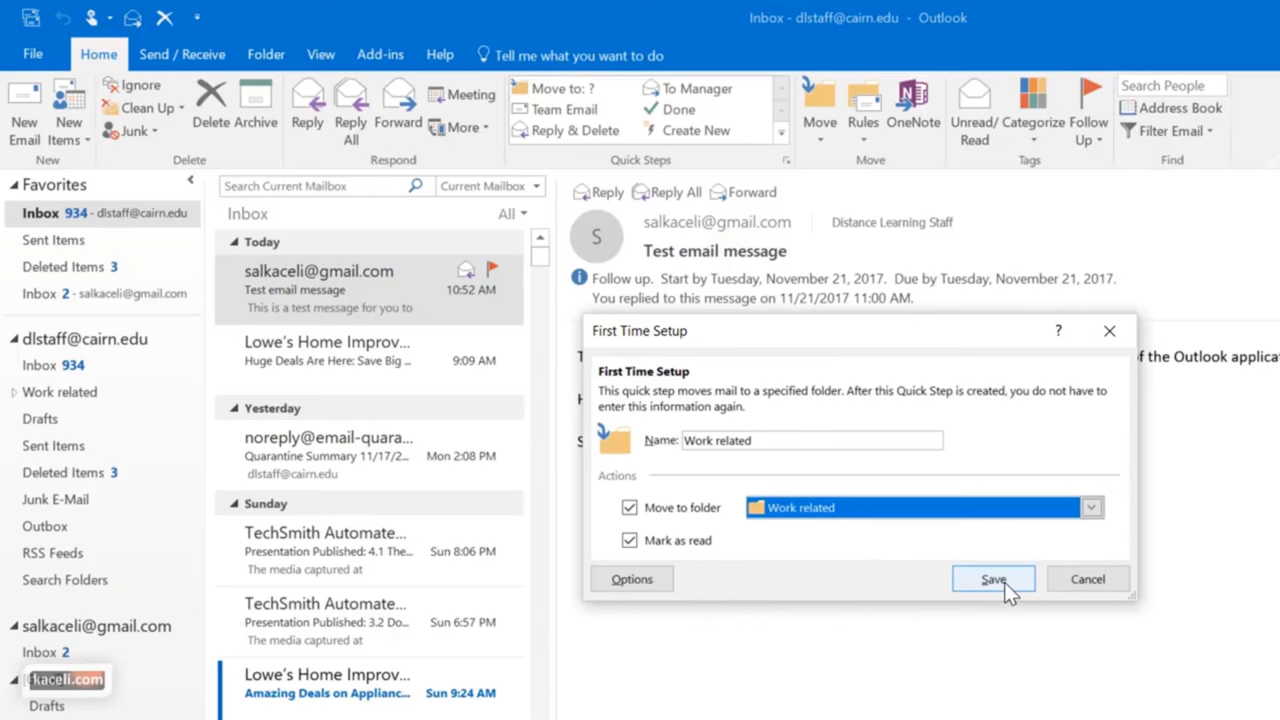 Inbox - dlstaff@cairn.edu - Outlook
File Home Send / Receive Folder View Add-ins Help Tell me what you want to do
New Email
New Items
New
Ignore
Clean Up
Junk
Delete
Archive
Delete
Reply
Reply All
Forward
Meeting
More
Respond
Move to: ?
Team Email
Reply & Delete
To Manager
Done
Create New
Quick Steps
Move
Rules
OneNote
Move
Unread/ Read
Categorize
Follow Up
Tags
Search People
Address Book
Filter Email
Find
Favorites
Inbox 934 - dlstaff@cairn.edu
Sent Items
Deleted Items 3
Inbox 2 - salkaceli@gmail.com
dlstaff@cairn.edu
Inbox 934
Work related
Drafts
Sent Items
Deleted Items 3
Junk E-Mail
Outbox
RSS Feeds
Search Folders
salkaceli@gmail.com
Inbox 2
kaceli.com
Drafts
Search Current Mailbox
Current Mailbox
Inbox All
Today
salkaceli@gmail.com
Test email message 10:52 AM
This is a test message for you to
Lowe's Home Improv...
Huge Deals Are Here: Save Big ... 9:09 AM
Yesterday
noreply@email-quara...
Quarantine Summary 11/17/2... Mon 2:08 PM
dlstaff@cairn.edu
Sunday
TechSmith Automate...
Presentation Published: 4.1 The... Sun 8:06 PM
The media captured at
TechSmith Automate...
Presentation Published: 3.2 Do... Sun 6:57 PM
The media captured at
Lowe's Home Improv...
Amazing Deals on Applianc... Sun 9:24 AM
Reply Reply All Forward
S
salkaceli@gmail.com Distance Learning Staff
Test email message
Follow up. Start by Tuesday, November 21, 2017. Due by Tuesday, November 21, 2017.
You replied to this message on 11/21/2017 11:00 AM.
of the Outlook applica
First Time Setup ?
First Time Setup
This quick step moves mail to a specified folder. After this Quick Step is created, you do not have to
enter this information again.
Name: Work related
Actions
Move to folder Work related
Mark as read
Options Save Cancel